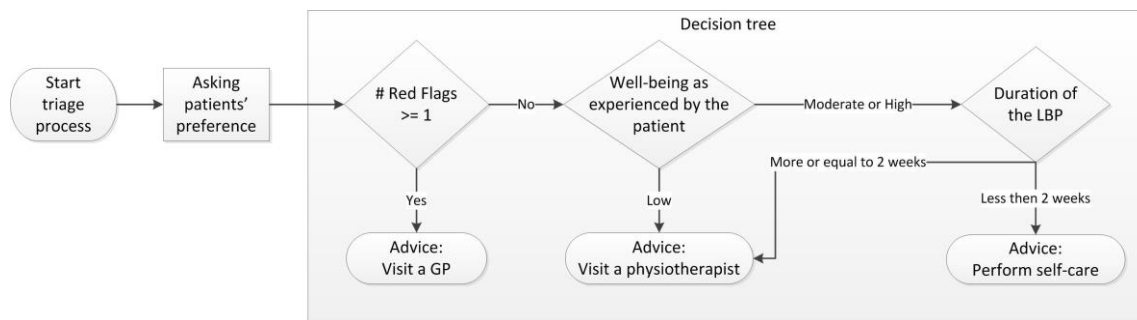 Decision tree
Start
triage
process
Asking
patients'
preference
# Red Flags
>= 1
No
Well-being as
experienced by the
patient
Moderate or High
Duration of
the LBP
More or equal to 2 weeks
Yes
Low
Less then 2 weeks
Advice:
Visit a GP
Advice:
Visit a physiotherapist
Advice:
Perform self-care